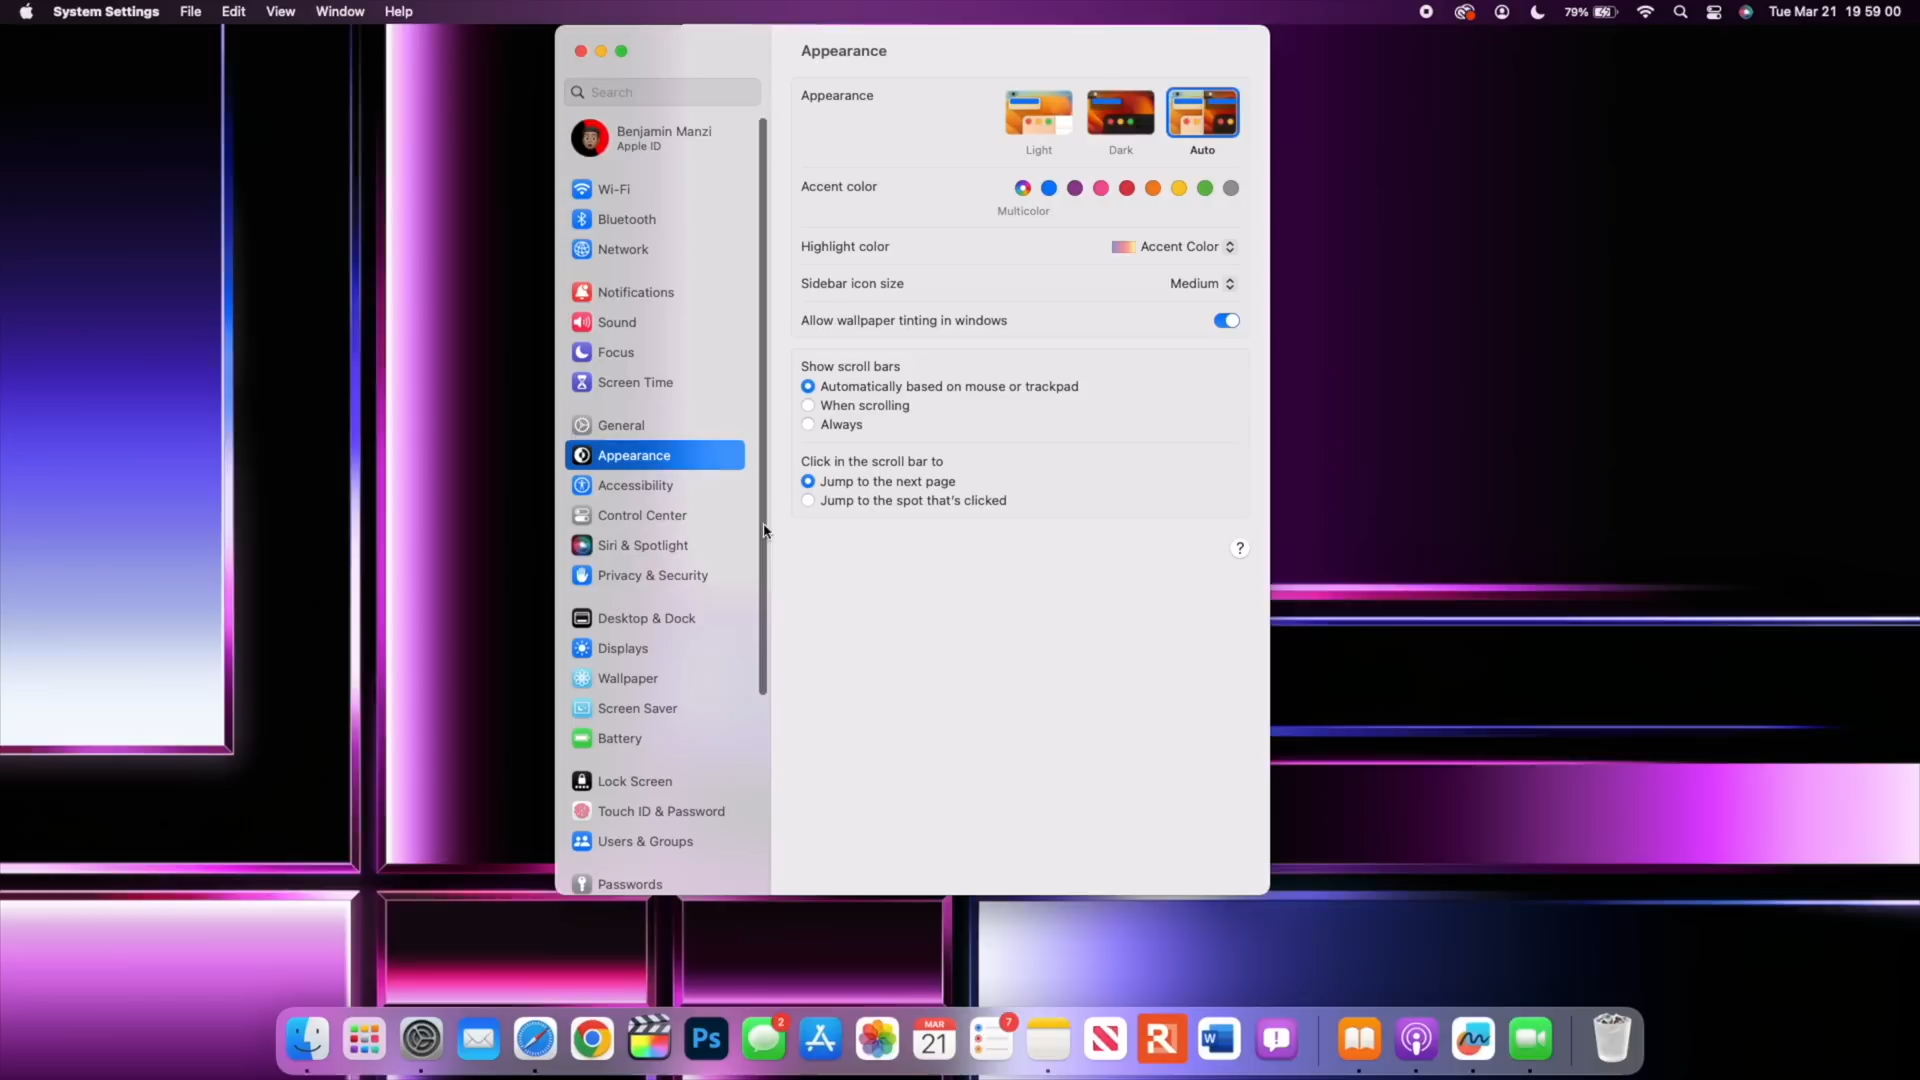 System Settings File Edit View Window Help
79% Tue Mar 21 19 59 00
Search
Benjamin Manzi
Apple ID
Wi-Fi
Bluetooth
Network
Notifications
Sound
Focus
Screen Time
General
Appearance
Accessibility
Control Center
Siri & Spotlight
Privacy & Security
Desktop & Dock
Displays
Wallpaper
Screen Saver
Battery
Lock Screen
Touch ID & Password
Users & Groups
Passwords
Appearance
Appearance
Light Dark Auto
Accent color
Multicolor
Highlight color Accent Color
Sidebar icon size Medium
Allow wallpaper tinting in windows
Show scroll bars
Automatically based on mouse or trackpad
When scrolling
Always
Click in the scroll bar to
Jump to the next page
Jump to the spot that's clicked
?
Ps
2
MAR
21
7
N
R
W
!